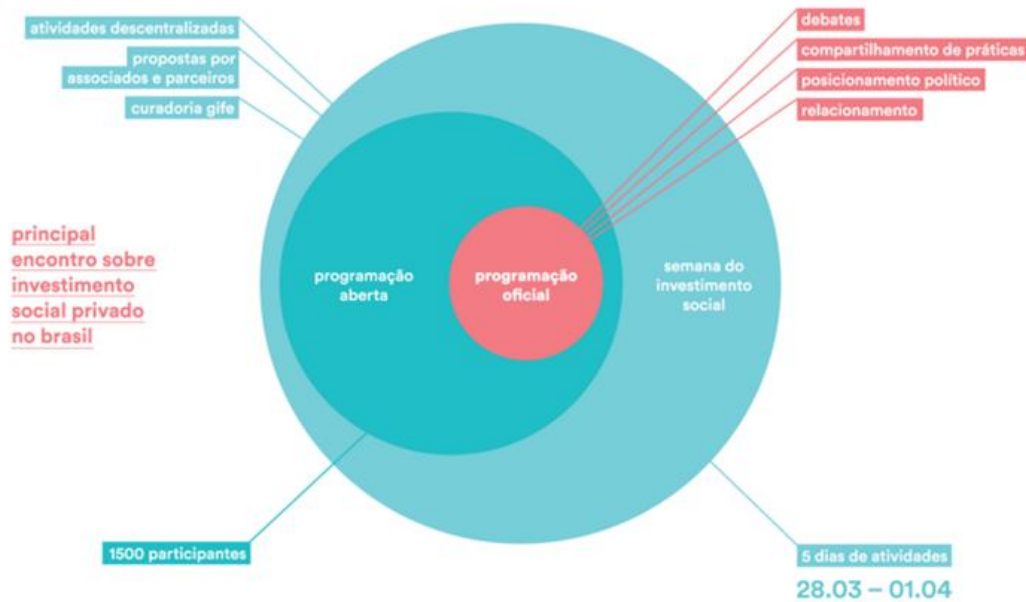 atividades descentralizadas
propostas por
associados e parceiros
curadoria gife
debates
compartilhamento de práticas
posicionamento político
relacionamento
principal
encontro sobre
investimento
social privado
no brasil
programação
aberta
programação
oficial
semana do
investimento
social
1500 participantes
5 dias de atividades
28.03 – 01.04